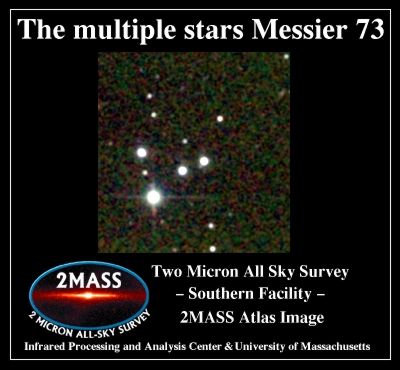 The multiple stars Messier 73
2MASS
2 MICRON ALL-SKY SURVEY
Two Micron All Sky Survey
– Southern Facility –
2MASS Atlas Image
Infrared Processing and Analysis Center & University of Massachusetts